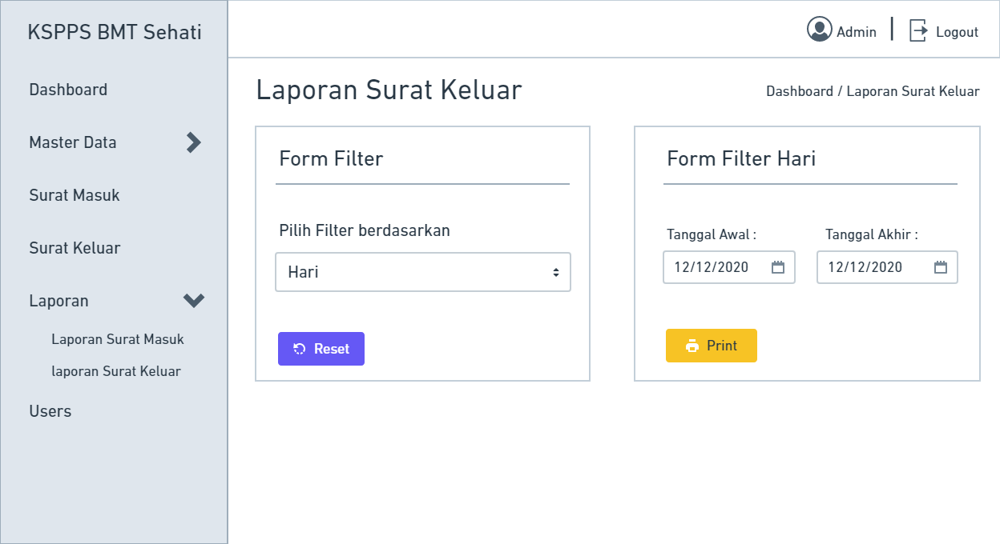 KSPPS BMT Sehati
Admin
Logout
Dashboard
Master Data
Surat Masuk
Surat Keluar
Laporan
Laporan Surat Masuk
laporan Surat Keluar
Users
Laporan Surat Keluar
Dashboard / Laporan Surat Keluar
Form Filter
Pilih Filter berdasarkan
Hari
Reset
Form Filter Hari
Tanggal Awal :
Tanggal Akhir :
12/12/2020
12/12/2020
Print